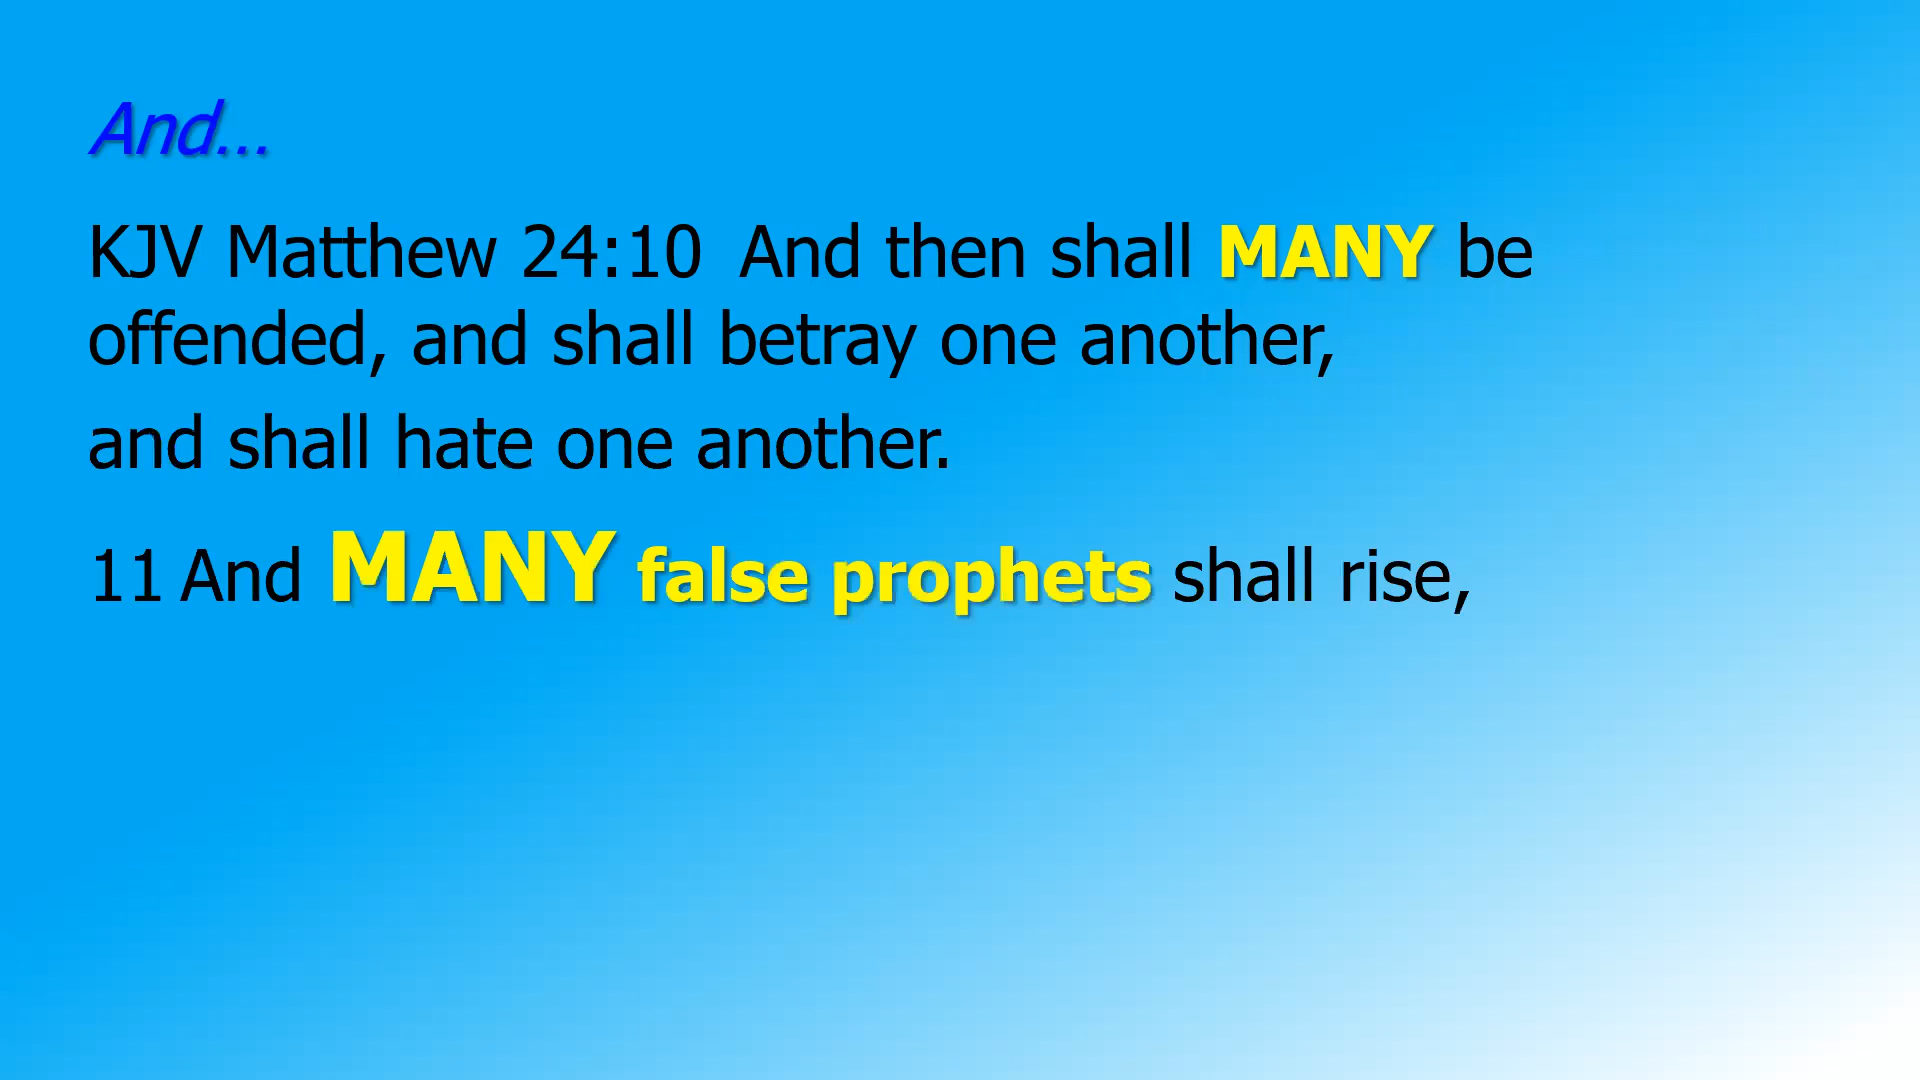 And...
KJV Matthew 24:10 And then shall MANY be
offended, and shall betray one another,
and shall hate one another.
11 And MANY false prophets shall rise,